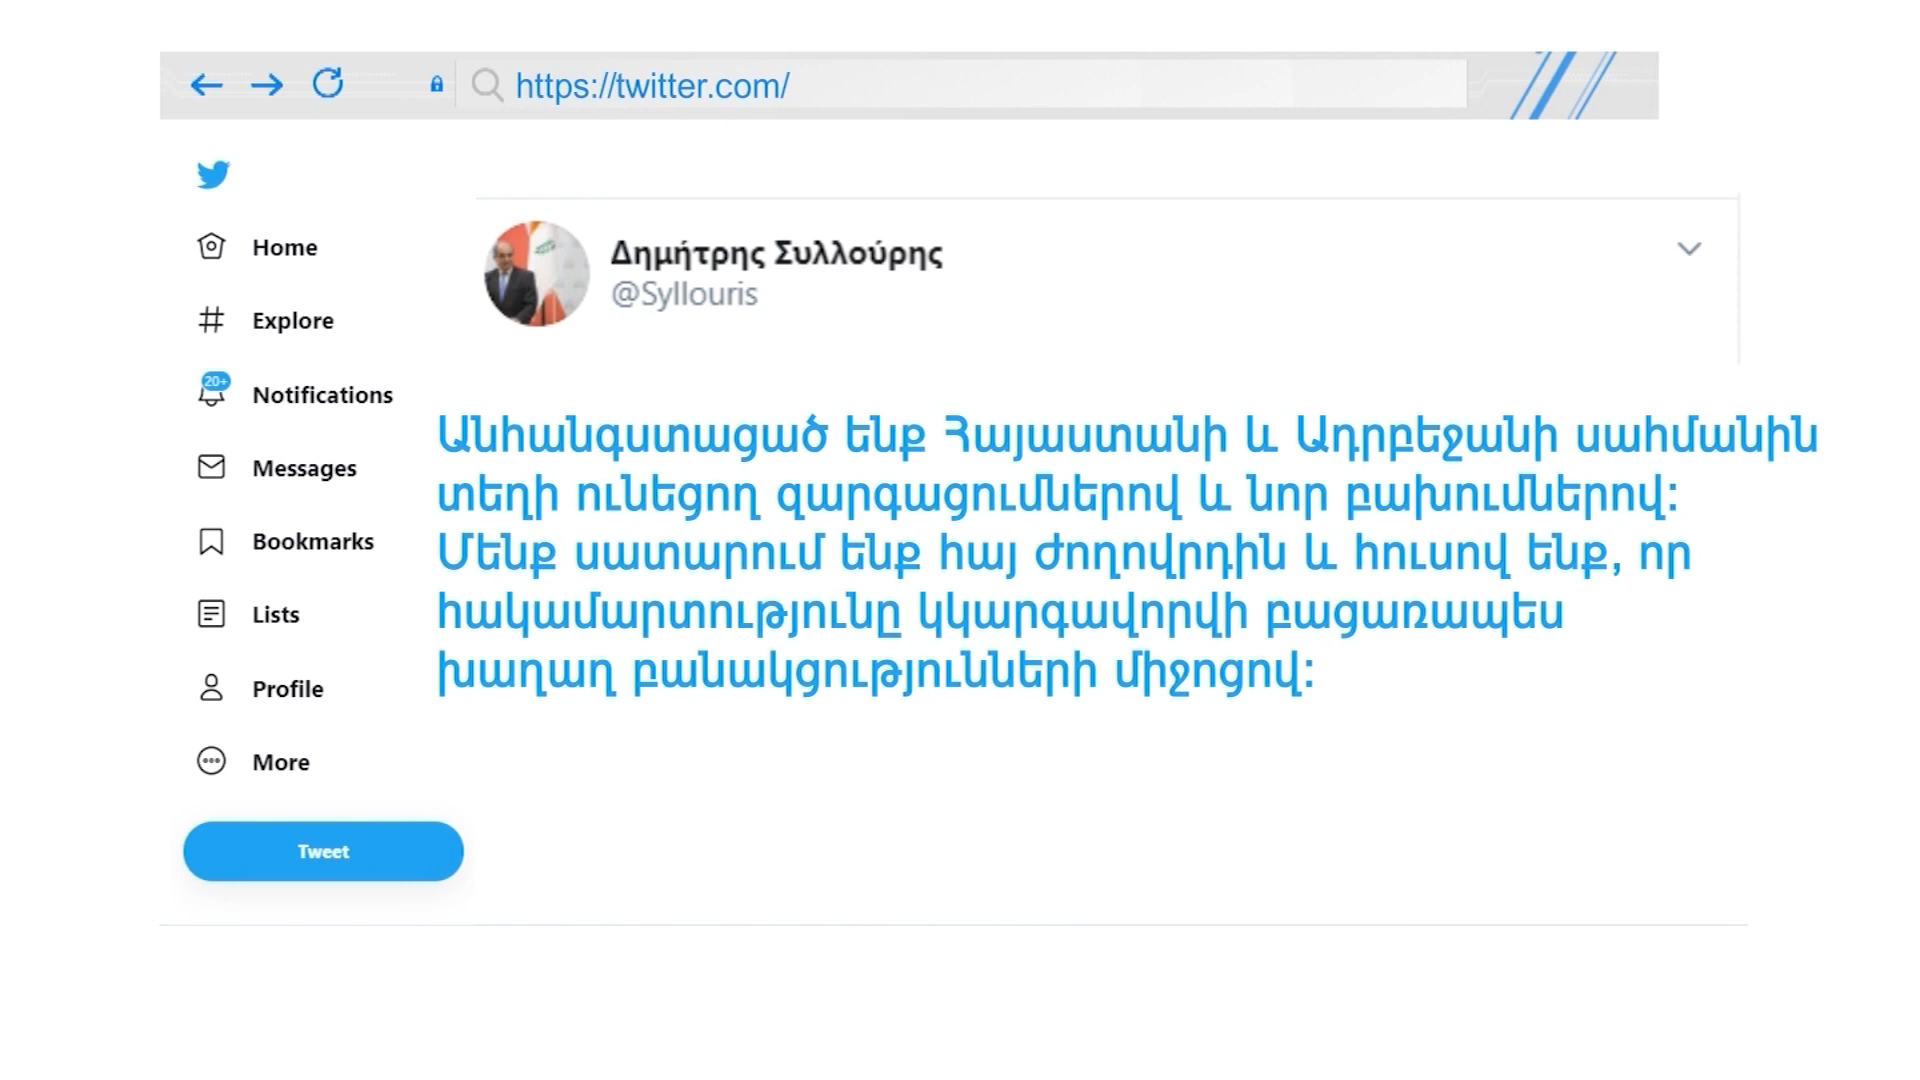 https://twitter.com/
Home
Explore
20+
Notifications
Messages
Bookmarks
Lists
Profile
More
Tweet
Δημήτρης Συλλούρης
@Syllouris
Անհանգստացած ենք Հայաստանի և Ադրբեջանի սահմանին
տեղի ունեցող զարգացումներով և նոր բախումներով:
Մենք սատարում ենք հայ ժողովրդին և հուսով ենք, որ
հակամարտությունը կկարգավորվի բացառապես
խաղաղ բանակցությունների միջոցով: